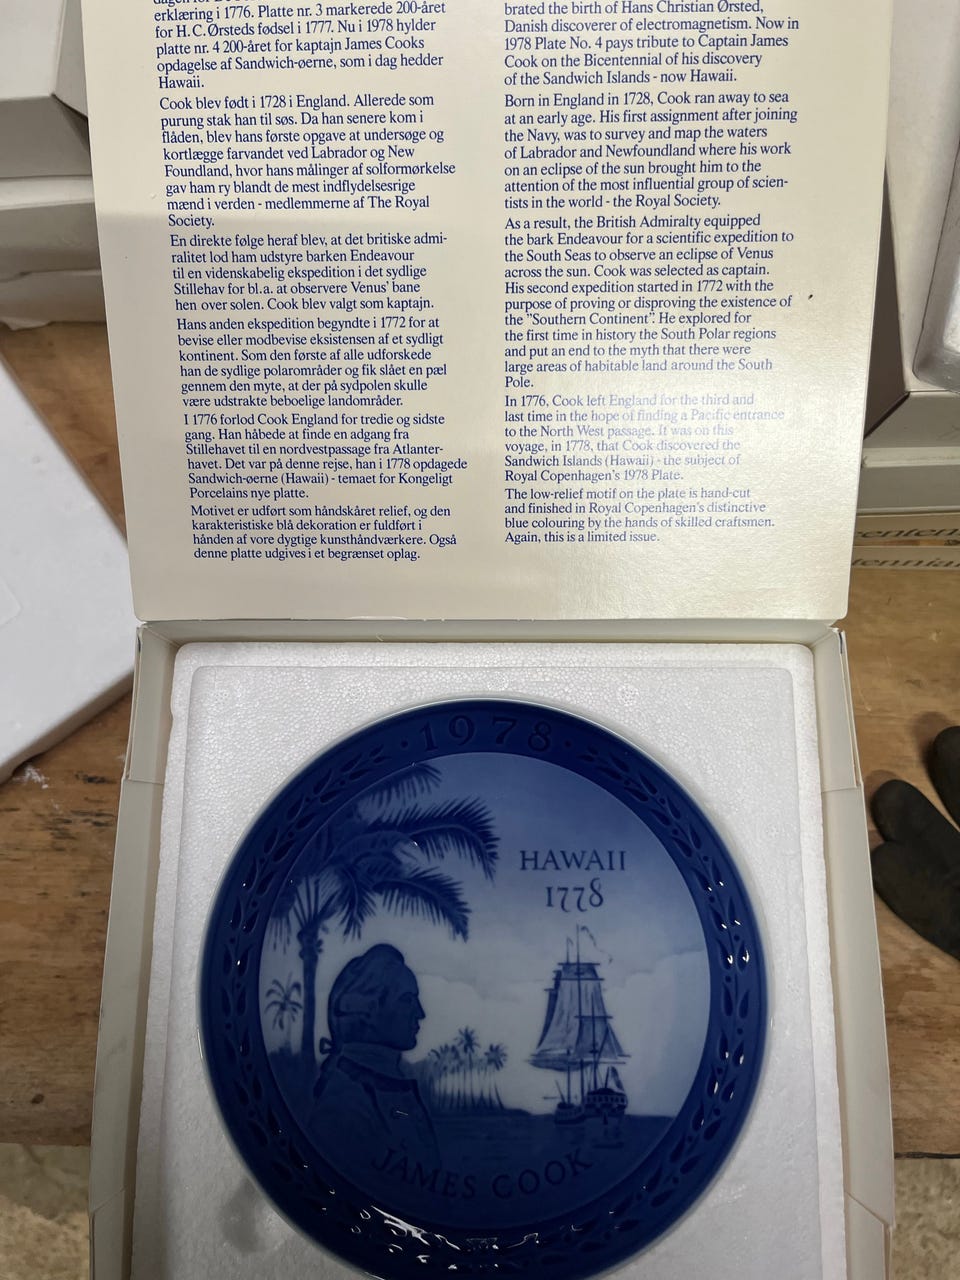 erklæring i 1776. Platte nr. 3 markerede 200-året
for H.C. Ørsteds fødsel i 1777. Nu i 1978 hylder
platte nr. 4 200-året for kaptajn James Cooks
opdagelse af Sandwich-øerne, som i dag hedder
Hawaii.
Cook blev født i 1728 i England. Allerede som
purung stak han til søs. Da han senere kom i
flåden, blev hans første opgave at undersøge og
kortlægge farvandet ved Labrador og New
Foundland, hvor hans målinger af solformørkelse
gav ham ry blandt de mest indflydelsesrige
mænd i verden - medlemmerne af The Royal
Society.
En direkte følge heraf blev, at det britiske admi-
ralitet lod ham udstyre barken Endeavour
til en videnskabelig ekspedition i det sydlige
Stillehav for bl.a. at observere Venus' bane
hen over solen. Cook blev valgt som kaptajn.
Hans anden ekspedition begyndte i 1772 for at
bevise eller modbevise eksistensen af et sydligt
kontinent. Som den første af alle udforskede
han de sydlige polarområder og fik slået en pæl
gennem den myte, at der på sydpolen skulle
være udstrakte beboelige landområder.
I 1776 forlod Cook England for tredie og sidste
gang. Han håbede at finde en adgang fra
Stillehavet til en nordvestpassage fra Atlanter-
havet. Det var på denne rejse, han i 1778 opdagede
Sandwich-øerne (Hawaii) - temaet for Kongeligt
Porcelains nye platte.
Motivet er udført som håndskåret relief, og den
karakteristiske blå dekoration er fuldført i
hånden af vore dygtige kunsthåndværkere. Også
denne platte udgives i et begrænset oplag.
brated the birth of Hans Christian Ørsted,
Danish discoverer of electromagnetism. Now in
1978 Plate No. 4 pays tribute to Captain James
Cook on the Bicentennial of his discovery
of the Sandwich Islands - now Hawaii.
Born in England in 1728, Cook ran away to sea
at an early age. His first assignment after joining
the Navy, was to survey and map the waters
of Labrador and Newfoundland where his work
on an eclipse of the sun brought him to the
attention of the most influential group of scien-
tists in the world - the Royal Society.
As a result, the British Admiralty equipped
the bark Endeavour for a scientific expedition to
the South Seas to observe an eclipse of Venus
across the sun. Cook was selected as captain.
His second expedition started in 1772 with the
purpose of proving or disproving the existence of
the "Southern Continent". He explored for
the first time in history the South Polar regions
and put an end to the myth that there were
large areas of habitable land around the South
Pole.
In 1776, Cook left England for the third and
last time in the hope of finding a Pacific entrance
to the North West passage. It was on this
voyage, in 1778, that Cook discovered the
Sandwich Islands (Hawaii) - the subject of
Royal Copenhagen's 1978 Plate.
The low-relief motif on the plate is hand-cut
and finished in Royal Copenhagen's distinctive
blue colouring by the hands of skilled craftsmen.
Again, this is a limited issue.
· 1978 ·
HAWAII
1778
JAMES COOK